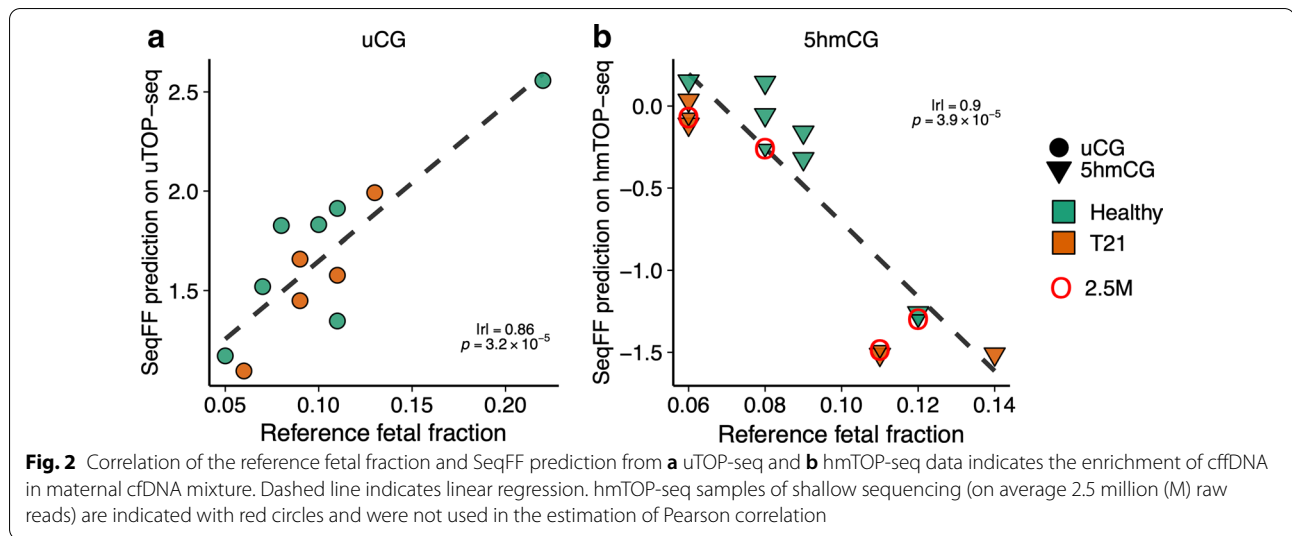 a
uCG
SeqFF prediction on uTOP−seq
2.5
2.0
1.5
|r| = 0.86
p = 3.2 × 10−5
0.05 0.10 0.15 0.20
Reference fetal fraction
b
5hmCG
SeqFF prediction on hmTOP−seq
0.0
−0.5
−1.0
−1.5
|r| = 0.9
p = 3.9 × 10−5
0.06 0.08 0.10 0.12 0.14
Reference fetal fraction
uCG
5hmCG
Healthy
T21
2.5M
Fig. 2 Correlation of the reference fetal fraction and SeqFF prediction from a uTOP-seq and b hmTOP-seq data indicates the enrichment of cffDNA
in maternal cfDNA mixture. Dashed line indicates linear regression. hmTOP-seq samples of shallow sequencing (on average 2.5 million (M) raw
reads) are indicated with red circles and were not used in the estimation of Pearson correlation